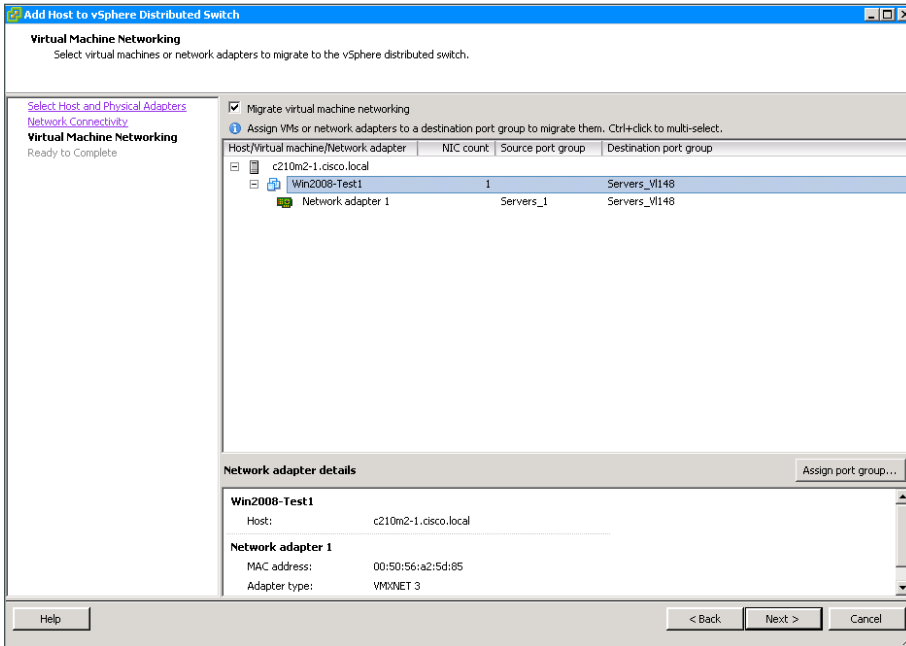 Add Host to vSphere Distributed Switch
Virtual Machine Networking
Select virtual machines or network adapters to migrate to the vSphere distributed switch.
Select Host and Physical Adapters
Network Connectivity
Virtual Machine Networking
Ready to Complete
Migrate virtual machine networking
Assign VMs or network adapters to a destination port group to migrate them. Ctrl+click to multi-select.
Host/Virtual machine/Network adapter NIC count Source port group Destination port group
c210m2-1.cisco.local
Win2008-Test1 1 Servers_Vl148
Network adapter 1 Servers_1 Servers_Vl148
Network adapter details Assign port group...
Win2008-Test1
Host: c210m2-1.cisco.local
Network adapter 1
MAC address: 00:50:56:a2:5d:85
Adapter type: VMXNET 3
Help < Back Next > Cancel